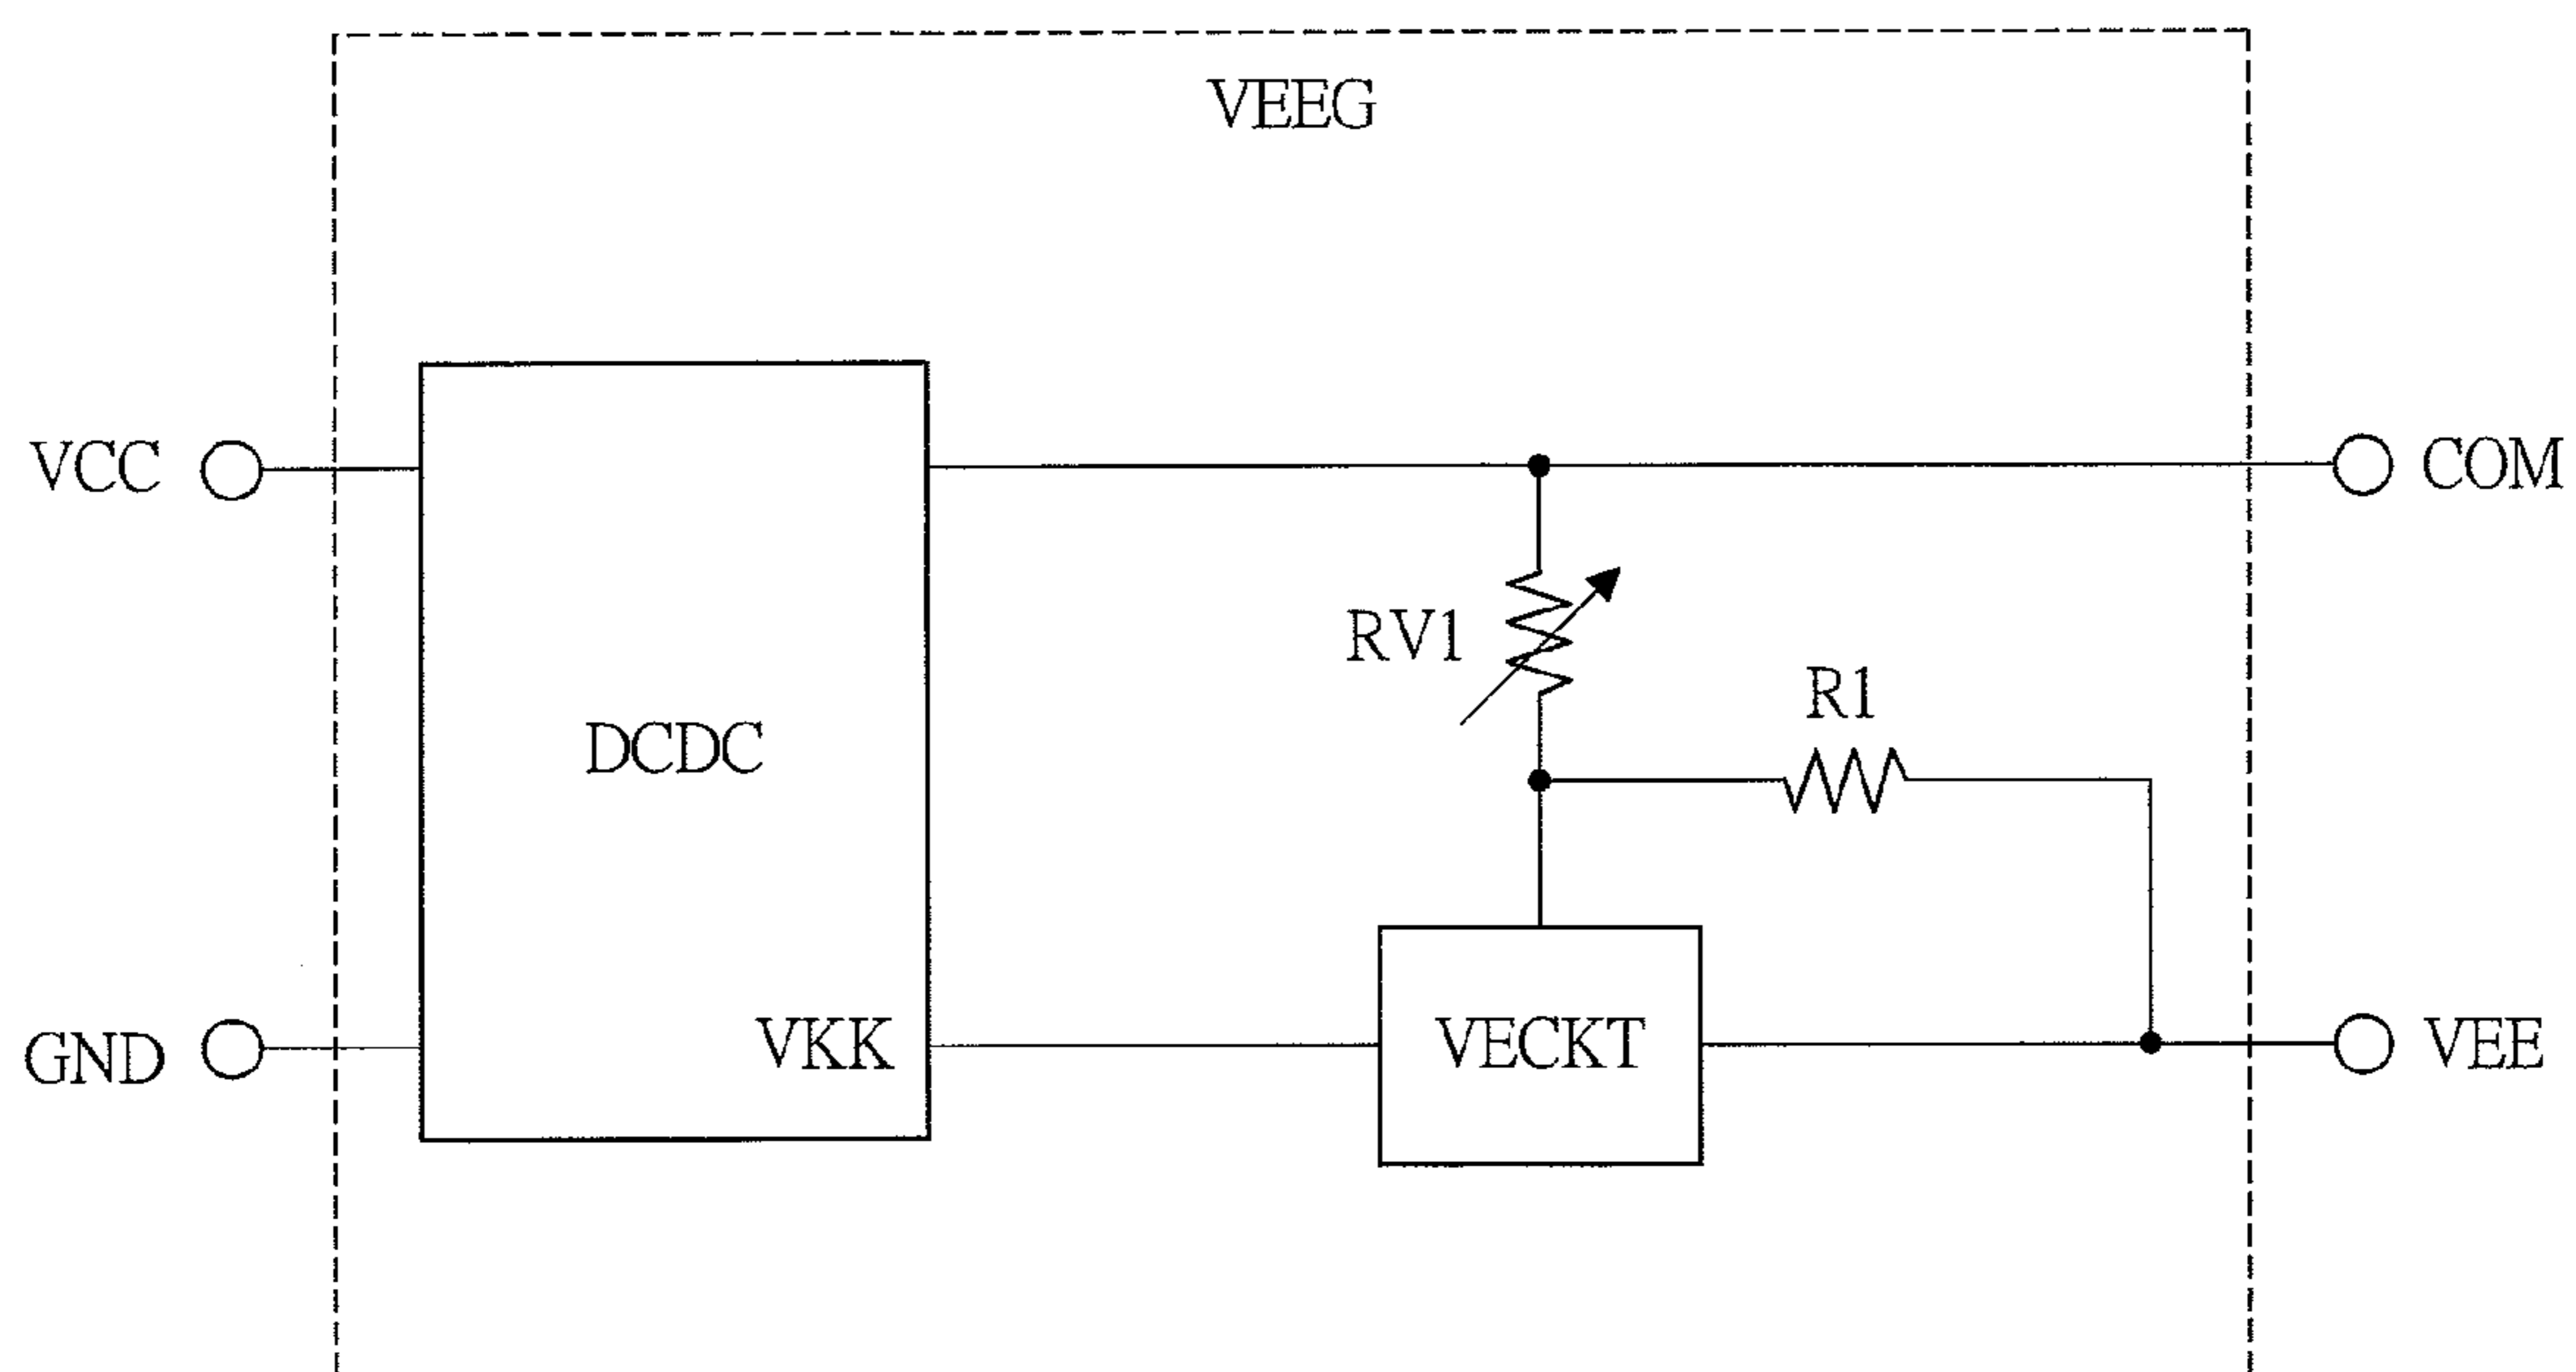 VEEG
VCC
COM
RV1
R1
DCDC
GND
VKK
VECKT
VEE